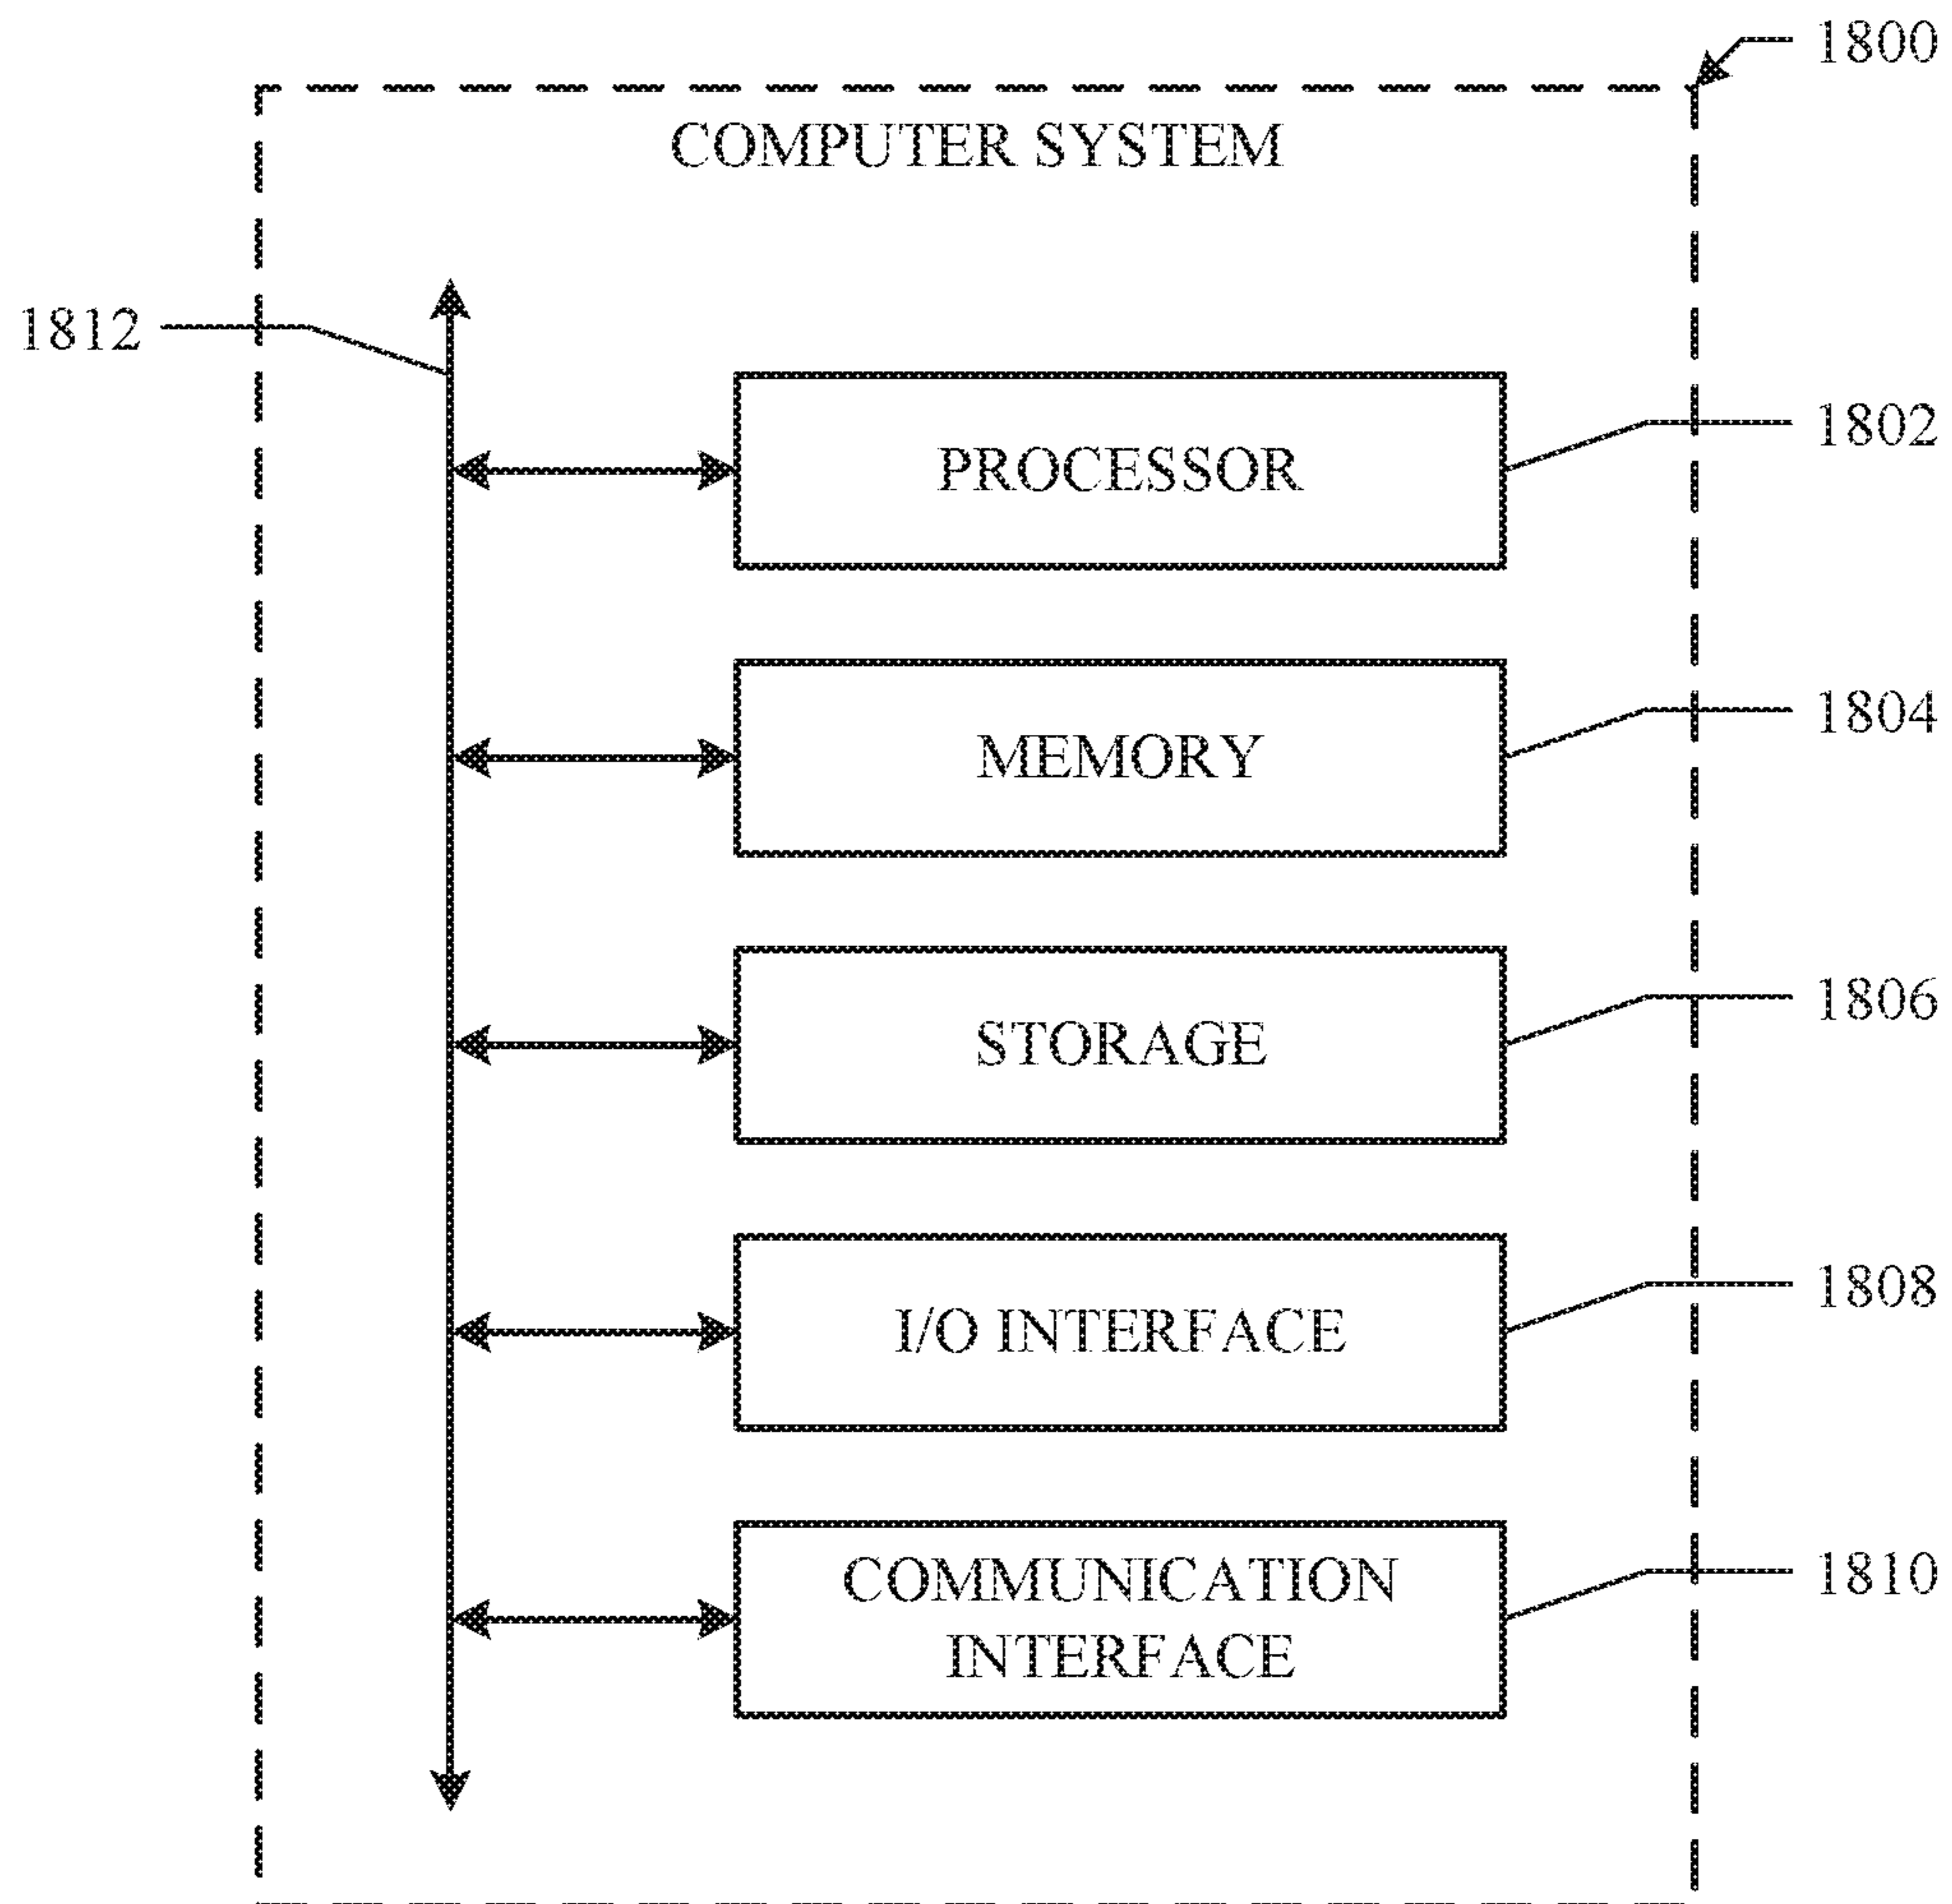 1800
COMPUTER SYSTEM
1812
1802
PROCESSOR
1804
MEMORY
1806
STORAGE
1808
I/O INTERFACE
1810
COMMUNICATION
INTERFACE